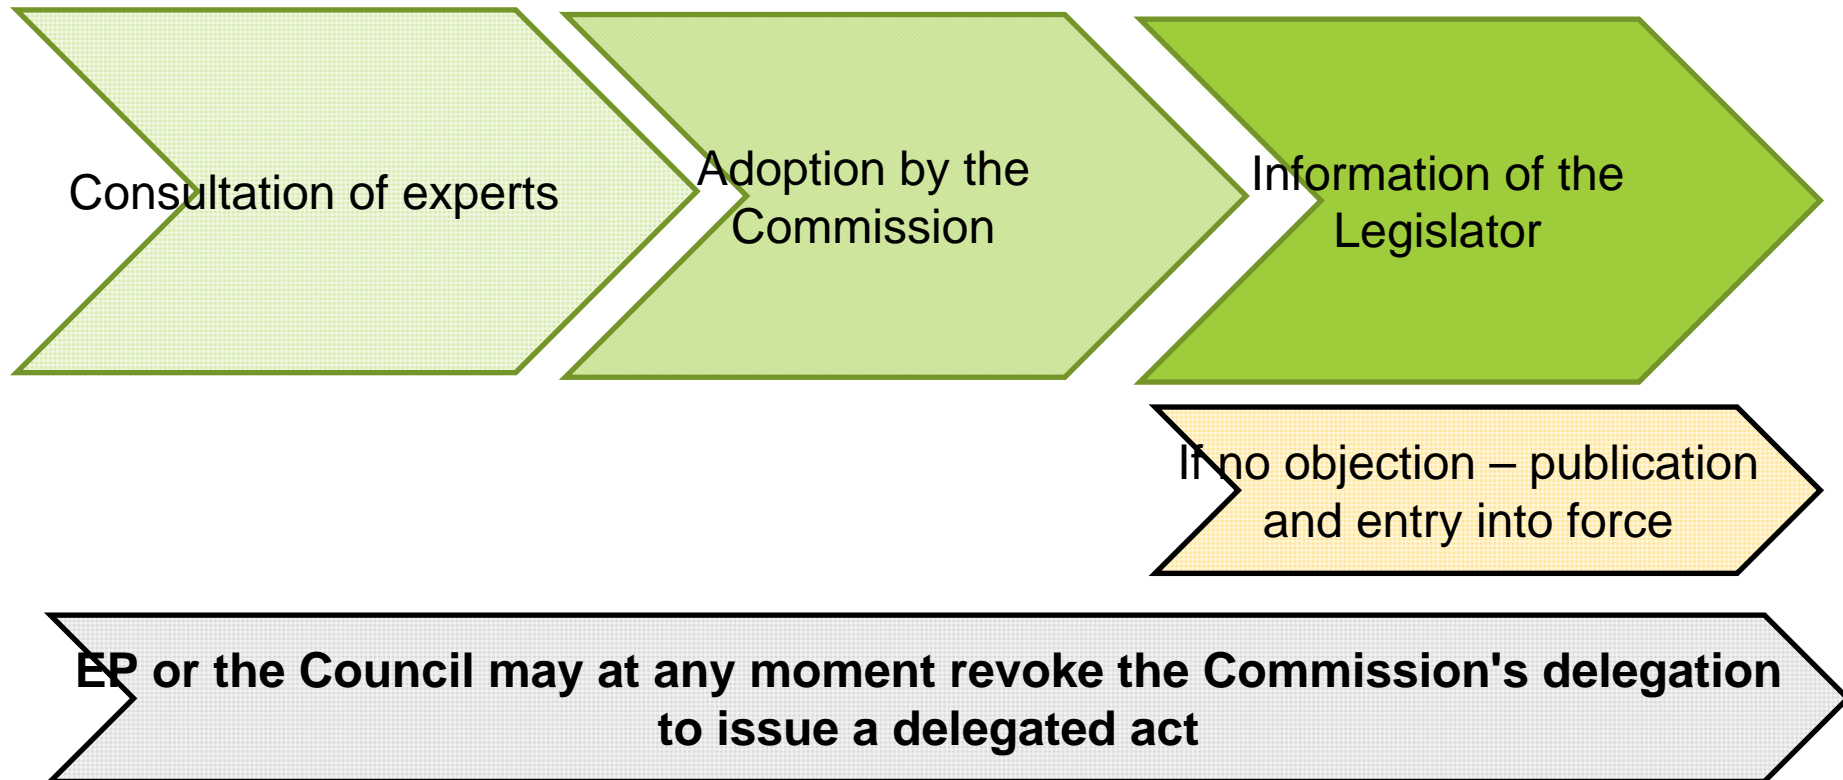 Consultation of experts
Adoption by the
Commission
Information of the
Legislator
If no objection – publication
and entry into force
EP or the Council may at any moment revoke the Commission's delegation
to issue a delegated act